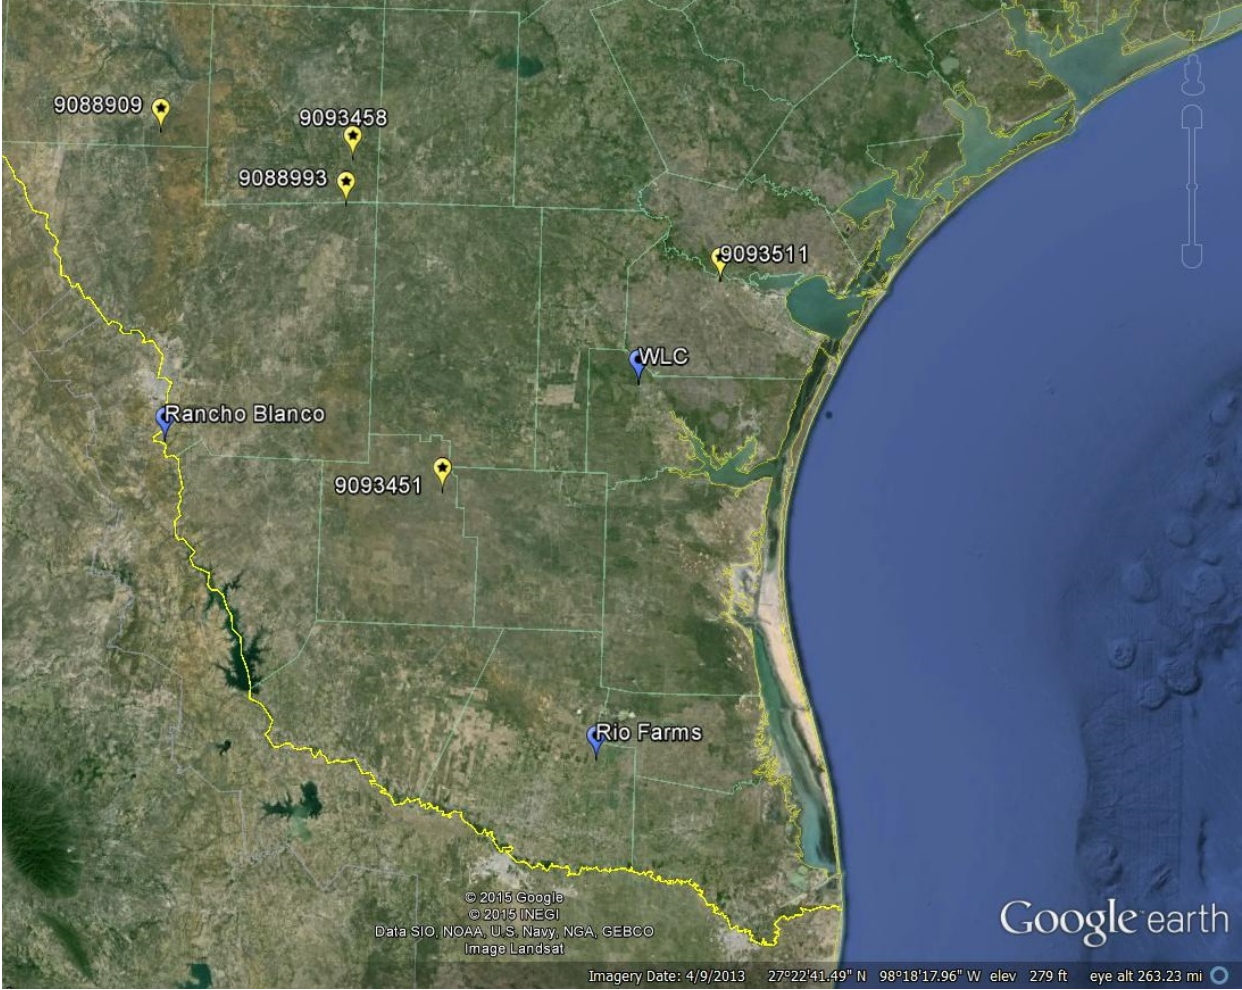 9088909
9093458
9088993
9093511
WLC
Rancho Blanco
9093451
Rio Farms
© 2015 Google
© 2015 INEGI
Data SIO, NOAA, U.S. Navy, NGA, GEBCO
Image Landsat
Google earth
Imagery Date: 4/9/2013 27°22'41.49" N 98°18'17.96" W elev 279 ft eye alt 263.23 mi